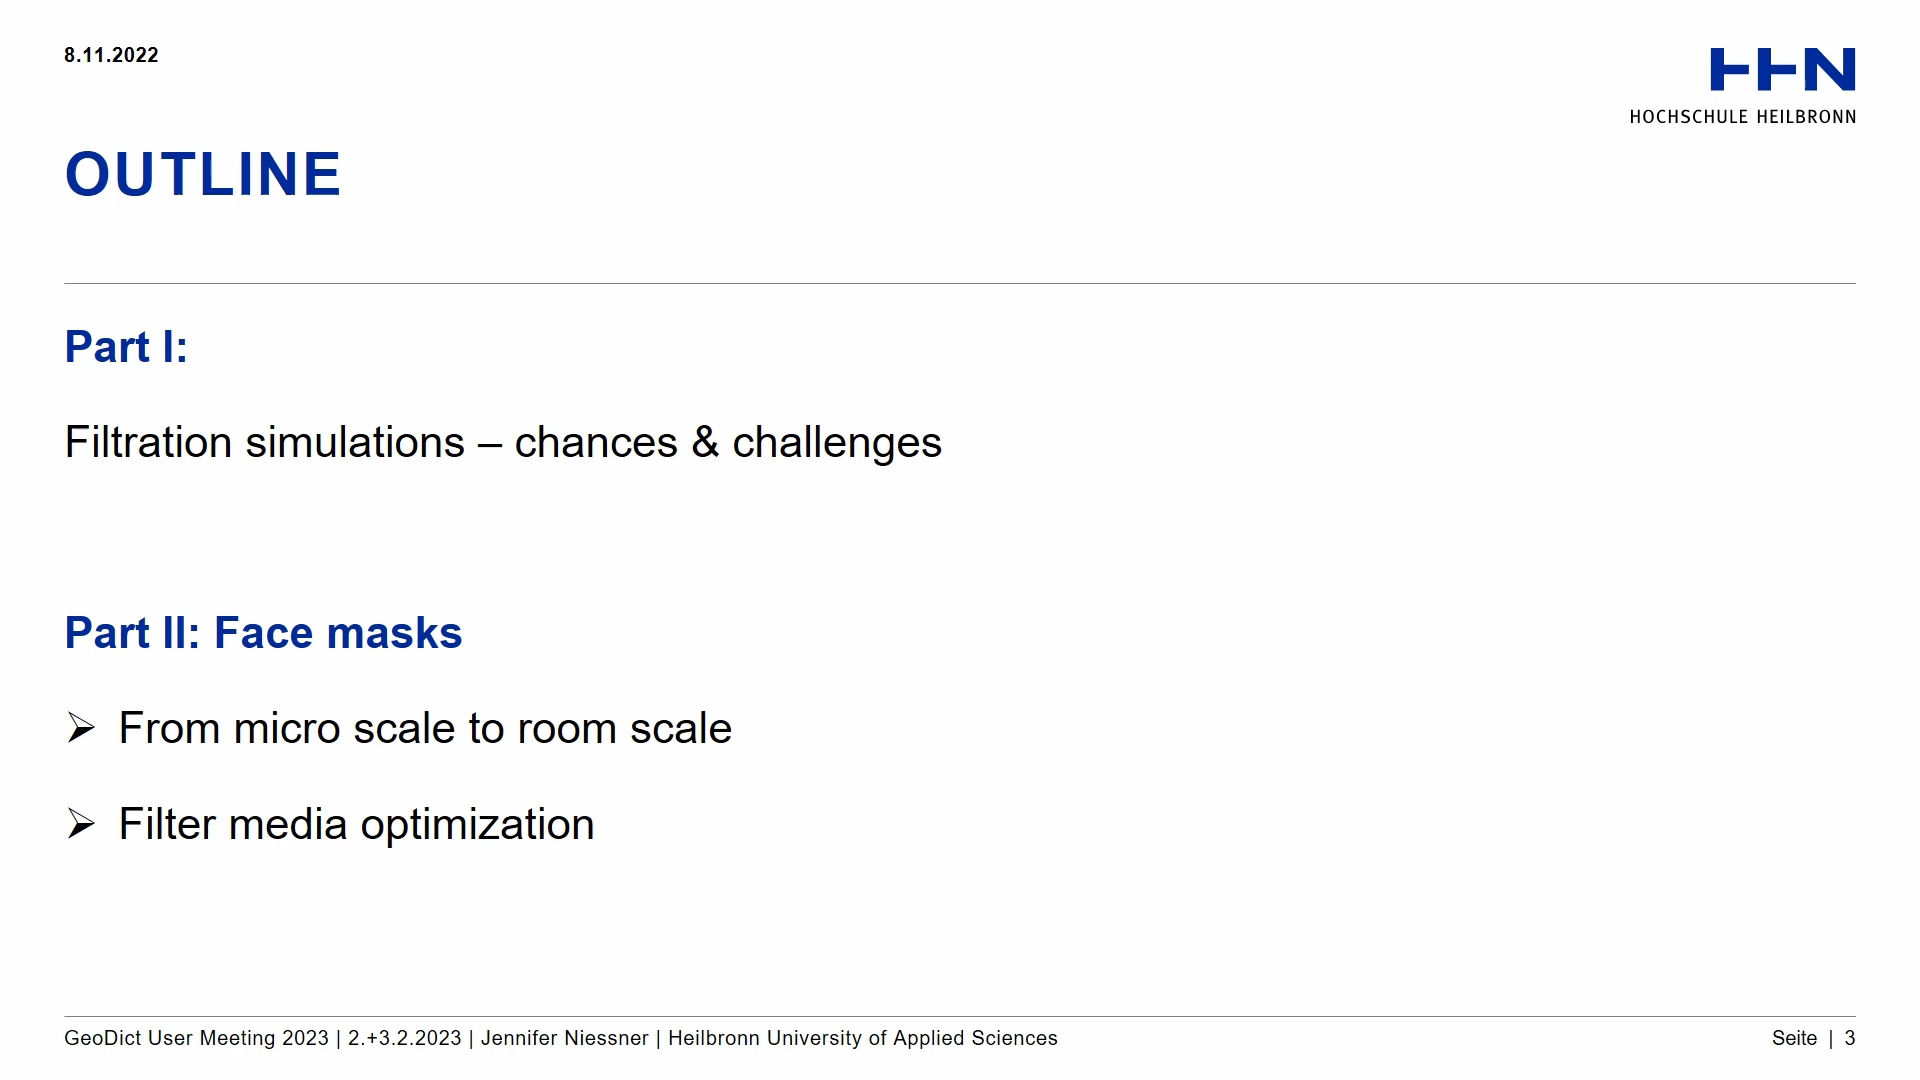 8.11.2022
HHN
HOCHSCHULE HEILBRONN
OUTLINE
Part I:
Filtration simulations – chances & challenges
Part II: Face masks
➢ From micro scale to room scale
➢ Filter media optimization
GeoDict User Meeting 2023 | 2.+3.2.2023 | Jennifer Niessner | Heilbronn University of Applied Sciences
Seite | 3